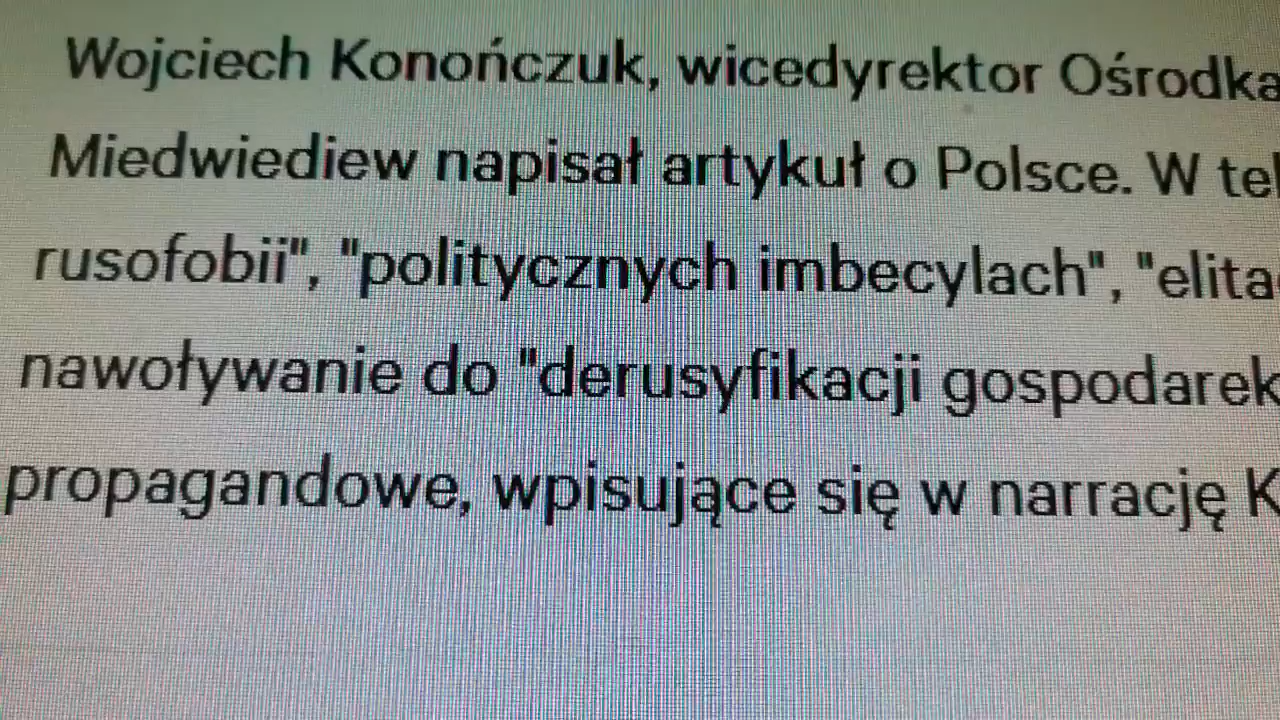 Wojciech Konończuk, wicedyrektor Ośrodka
Miedwiediew napisał artykuł o Polsce. W
rusofobii", "politycznych imbecylach",
nawoływanie do "derusyfikacji gospodarek
propagandowe, wpisujące się w narrację